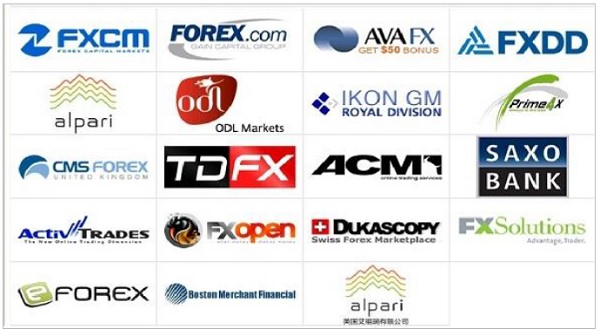 FXCM
FOREX CAPITAL MARKETS
FOREX.com
GAIN CAPITAL GROUP
AVA FX
GET $50 BONUS
FXDD
alpari
odl
ODL Markets
IKON GM
ROYAL DIVISION
Prime4X
CMS FOREX
UNITED KINGDOM
TDFX
ACM
online trading services
SAXO
BANK
ACTIVTRADES
The New Online Trading Dimension
FXOpen
DUKASCOPY
Swiss Forex Marketplace
FXSolutions
Advantage, Trader.
eFOREX
Boston Merchant Financial
alpari